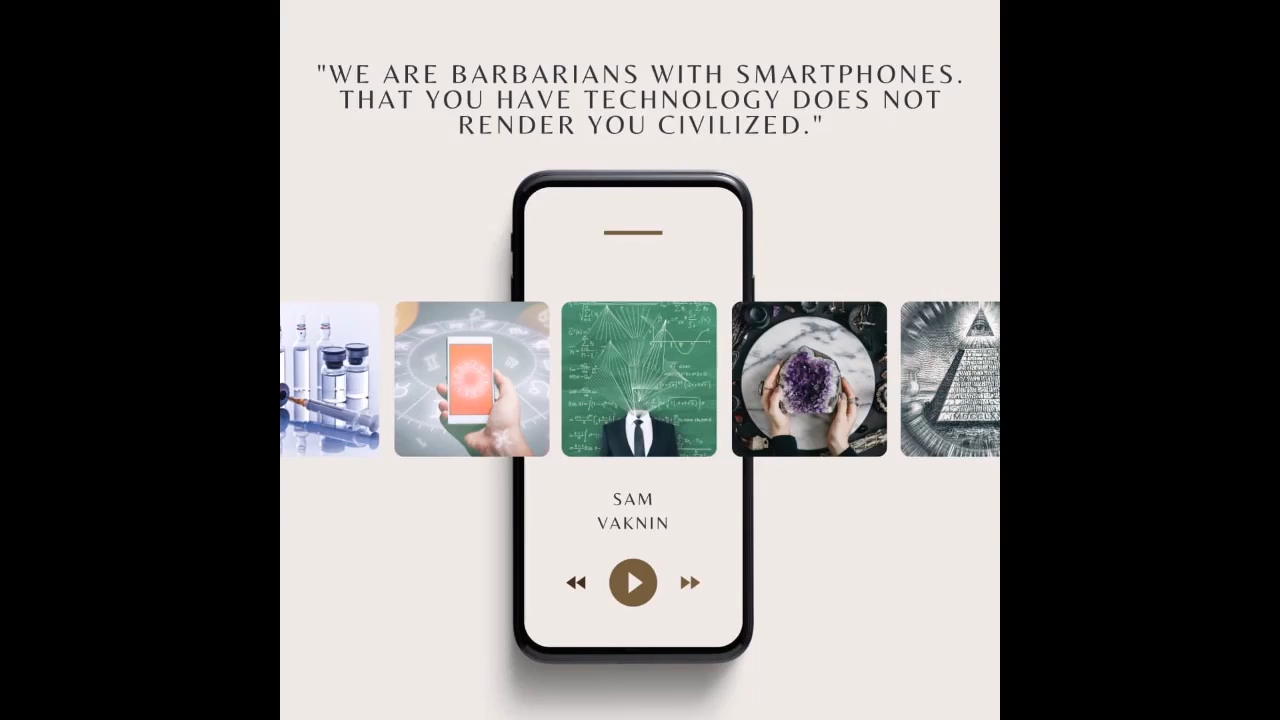 "WE ARE BARBARIANS WITH SMARTPHONES.
THAT YOU HAVE TECHNOLOGY DOES NOT
RENDER YOU CIVILIZED."
SAM
VAKNIN